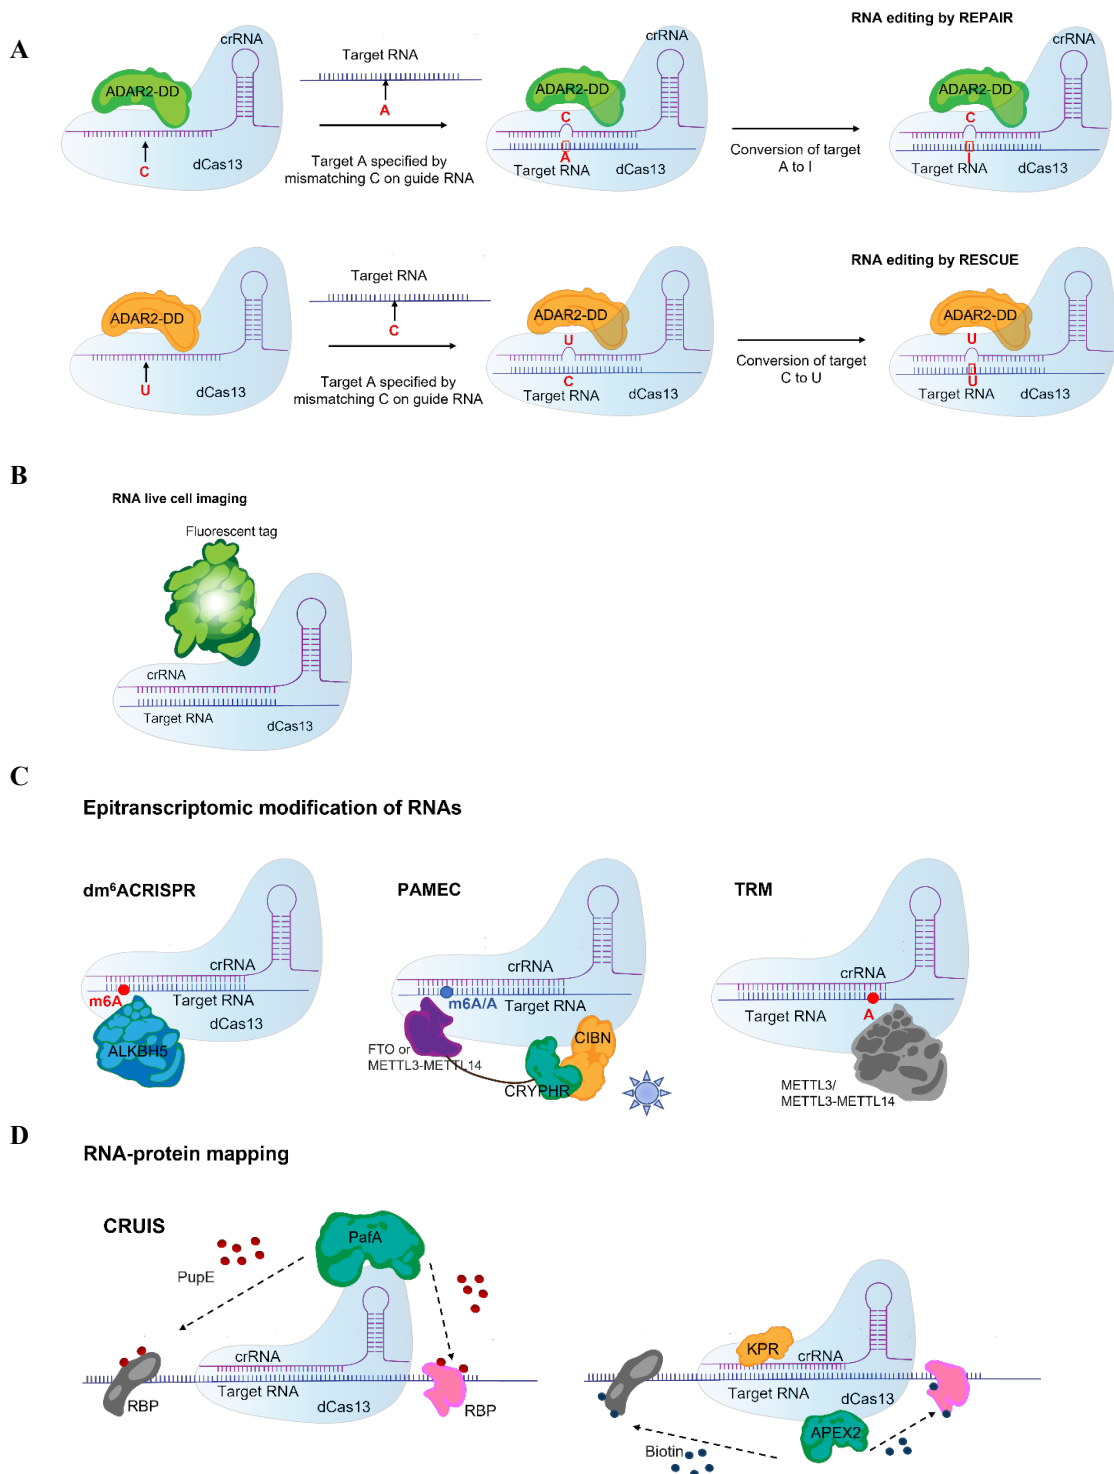 A
RNA editing by REPAIR
crRNA
Target RNA
crRNA
crRNA
ADAR2-DD
A
ADAR2-DD
C
ADAR2-DD
C
C
dCas13
Target A specified by
mismatching C on guide RNA
A
Target RNA
dCas13
Conversion of target
A to I
I
Target RNA
dCas13
RNA editing by RESCUE
Target RNA
ADAR2-DD
C
ADAR2-DD
U
ADAR2-DD
U
U
dCas13
Target A specified by
mismatching C on guide RNA
C
Target RNA
dCas13
Conversion of target
C to U
U
Target RNA
dCas13
B
RNA live cell imaging
Fluorescent tag
crRNA
Target RNA
dCas13
C
Epitranscriptomic modification of RNAs
dm⁶ACRISPR
PAMEC
TRM
crRNA
m6A
Target RNA
dCas13
ALKBH5
crRNA
m6A/A
Target RNA
FTO or
METTL3-METTL14
CIBN
CRYPHR
crRNA
Target RNA
A
METTL3/
METTL3-METTL14
D
RNA-protein mapping
CRUIS
PafA
PupE
crRNA
Target RNA
RBP
dCas13
RBP
KPR
crRNA
Target RNA
dCas13
APEX2
Biotin